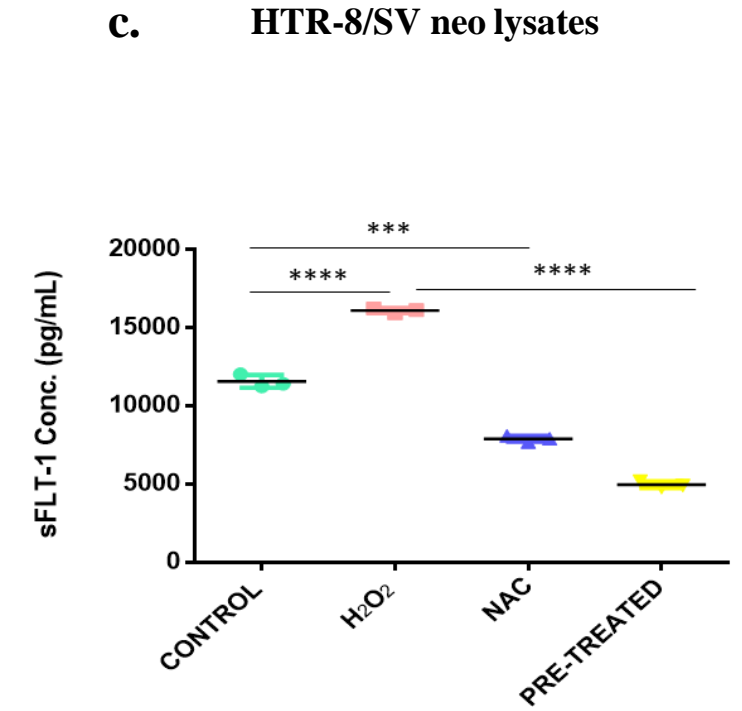 c. HTR-8/SV neo lysates
***
20000
****
****
15000
10000
5000
0
sFLT-1 Conc. (pg/mL)
CONTROL
H₂O₂
NAC
PRE-TREATED